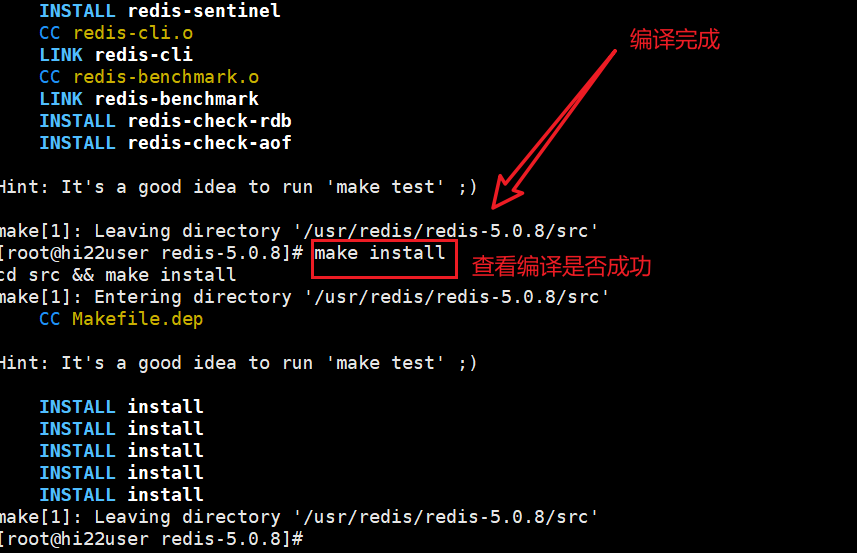 INSTALL redis-sentinel
CC redis-cli.o
LINK redis-cli
CC redis-benchmark.o
LINK redis-benchmark
INSTALL redis-check-rdb
INSTALL redis-check-aof
编译完成
Hint: It's a good idea to run 'make test' ;)
make[1]: Leaving directory '/usr/redis/redis-5.0.8/src'
[root@hi22user redis-5.0.8]# make install
查看编译是否成功
cd src && make install
make[1]: Entering directory '/usr/redis/redis-5.0.8/src'
CC Makefile.dep
Hint: It's a good idea to run 'make test' ;)
INSTALL install
INSTALL install
INSTALL install
INSTALL install
INSTALL install
make[1]: Leaving directory '/usr/redis/redis-5.0.8/src'
[root@hi22user redis-5.0.8]#